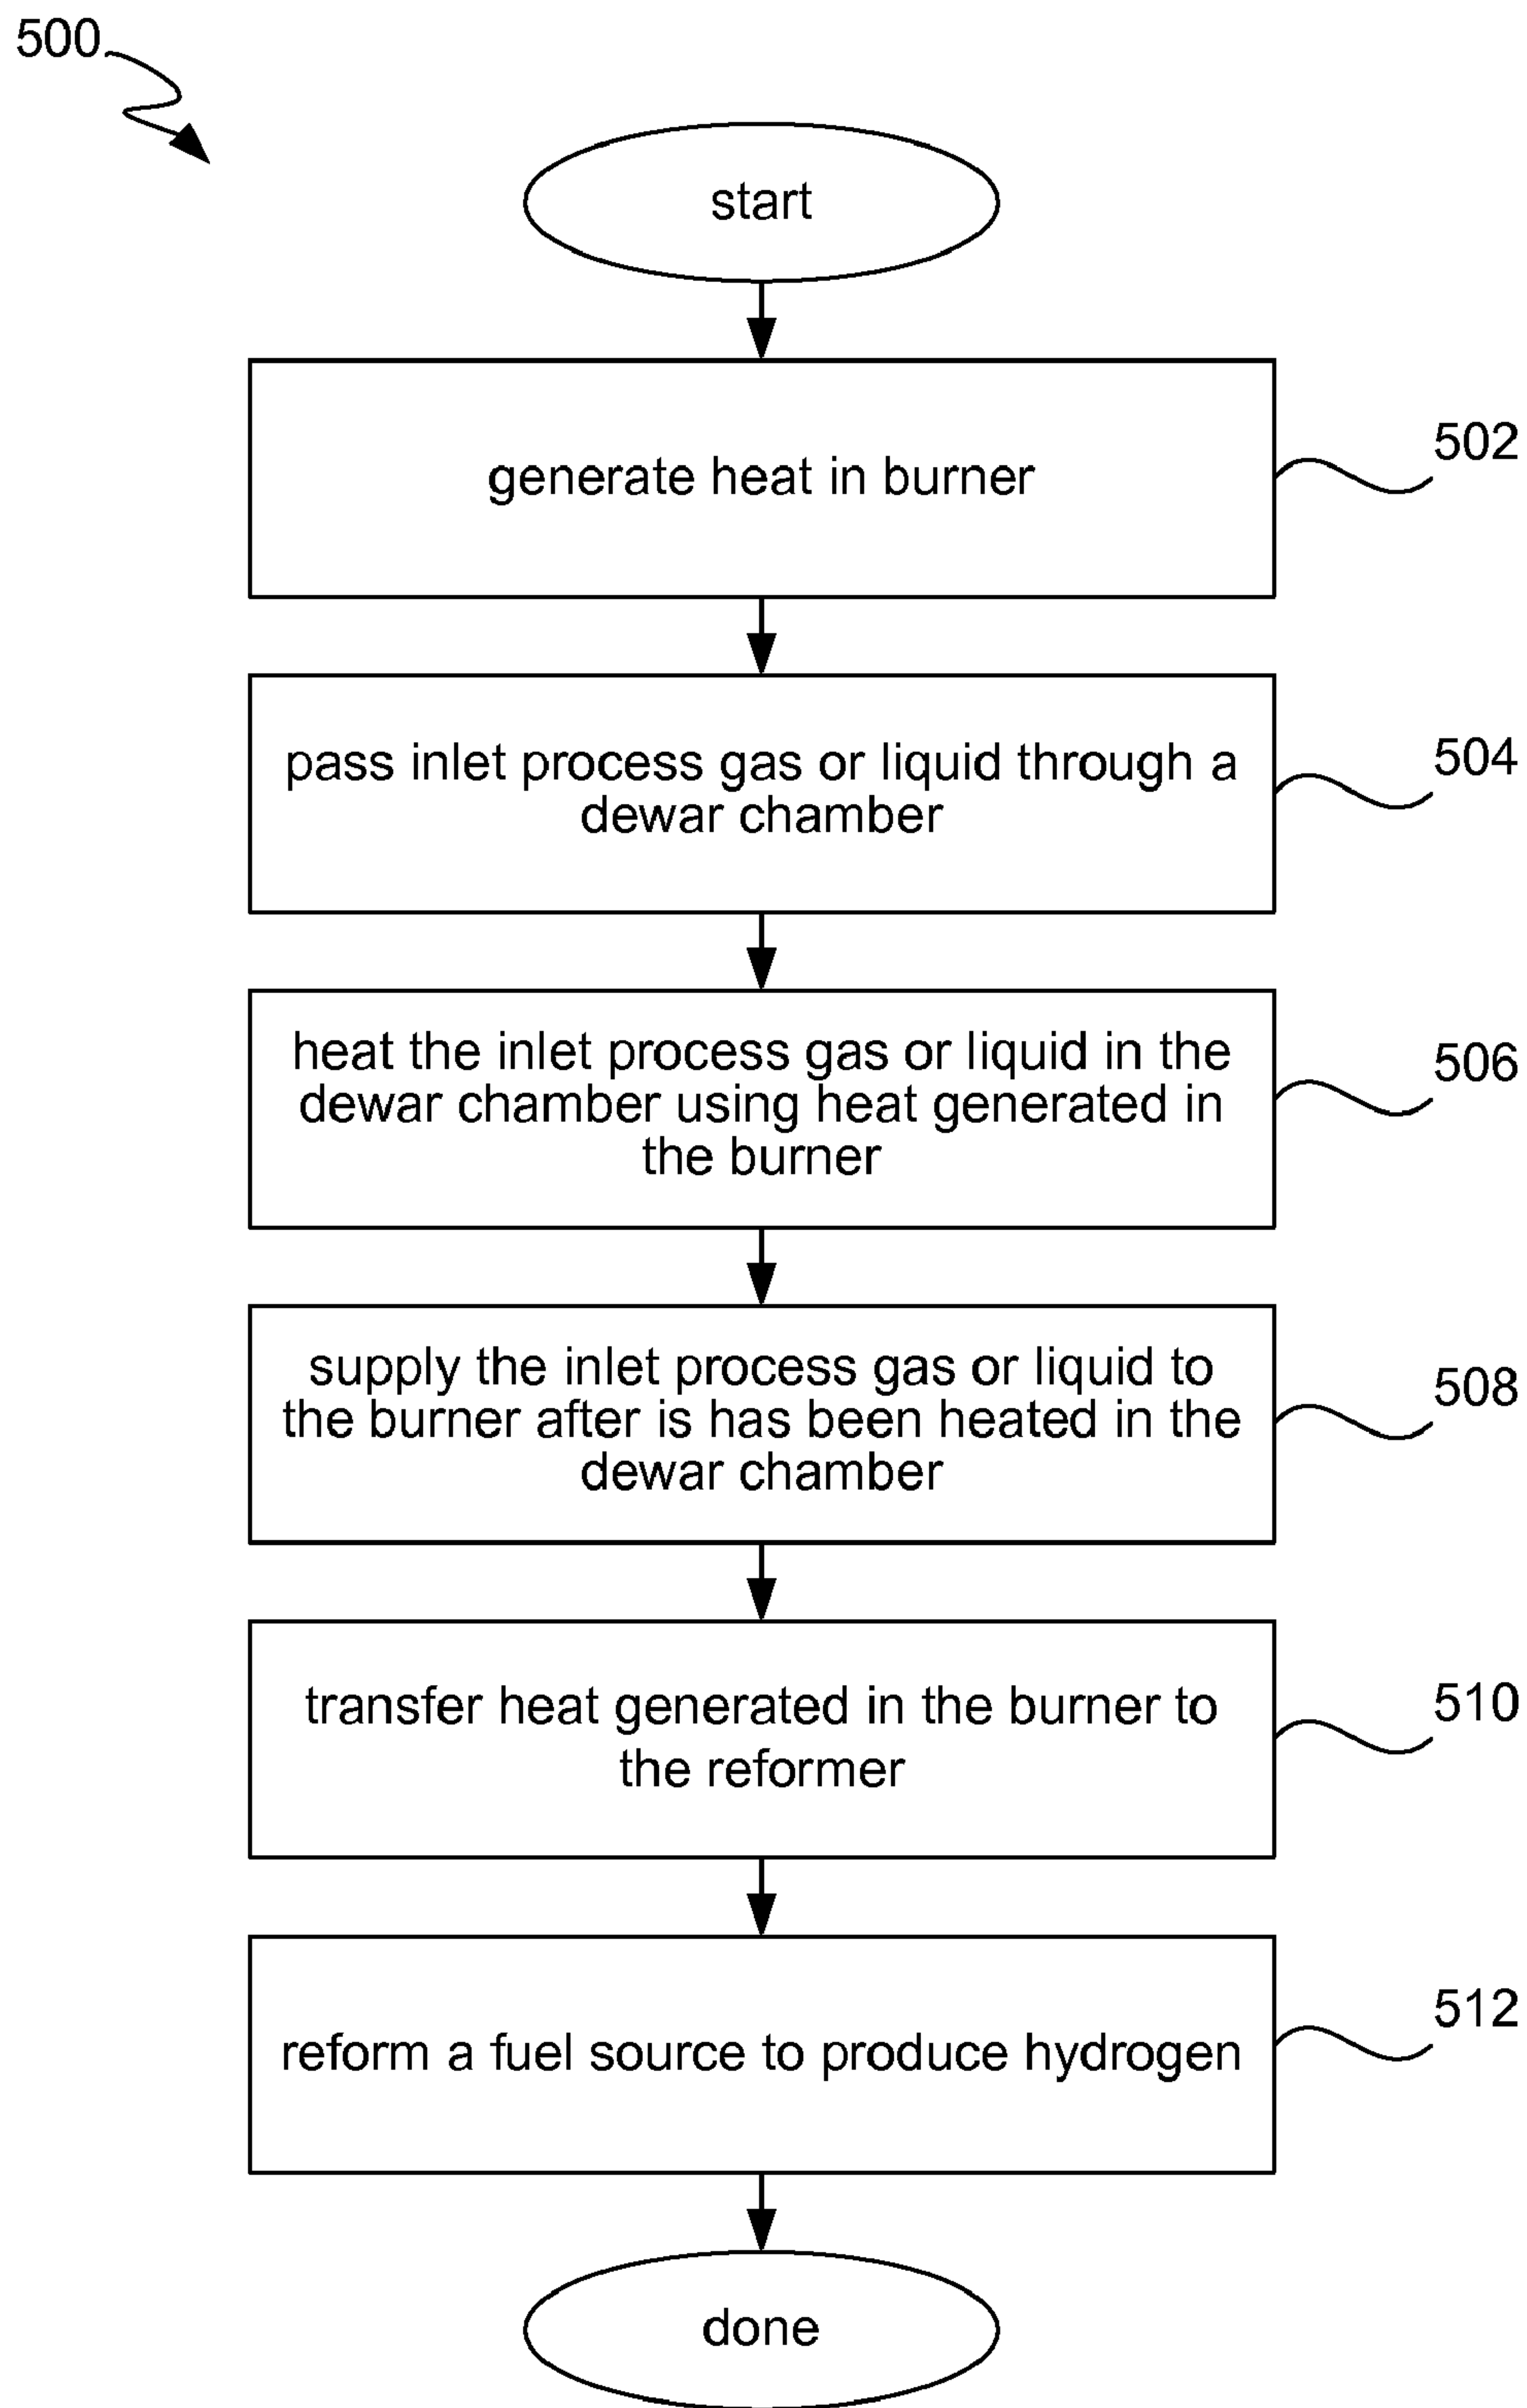 500
start
generate heat in burner
502
pass inlet process gas or liquid through a
dewar chamber
504
heat the inlet process gas or liquid in the
dewar chamber using heat generated in
the burner
506
supply the inlet process gas or liquid to
the burner after is has been heated in the
dewar chamber
508
transfer heat generated in the burner to
the reformer
510
reform a fuel source to produce hydrogen
512
done